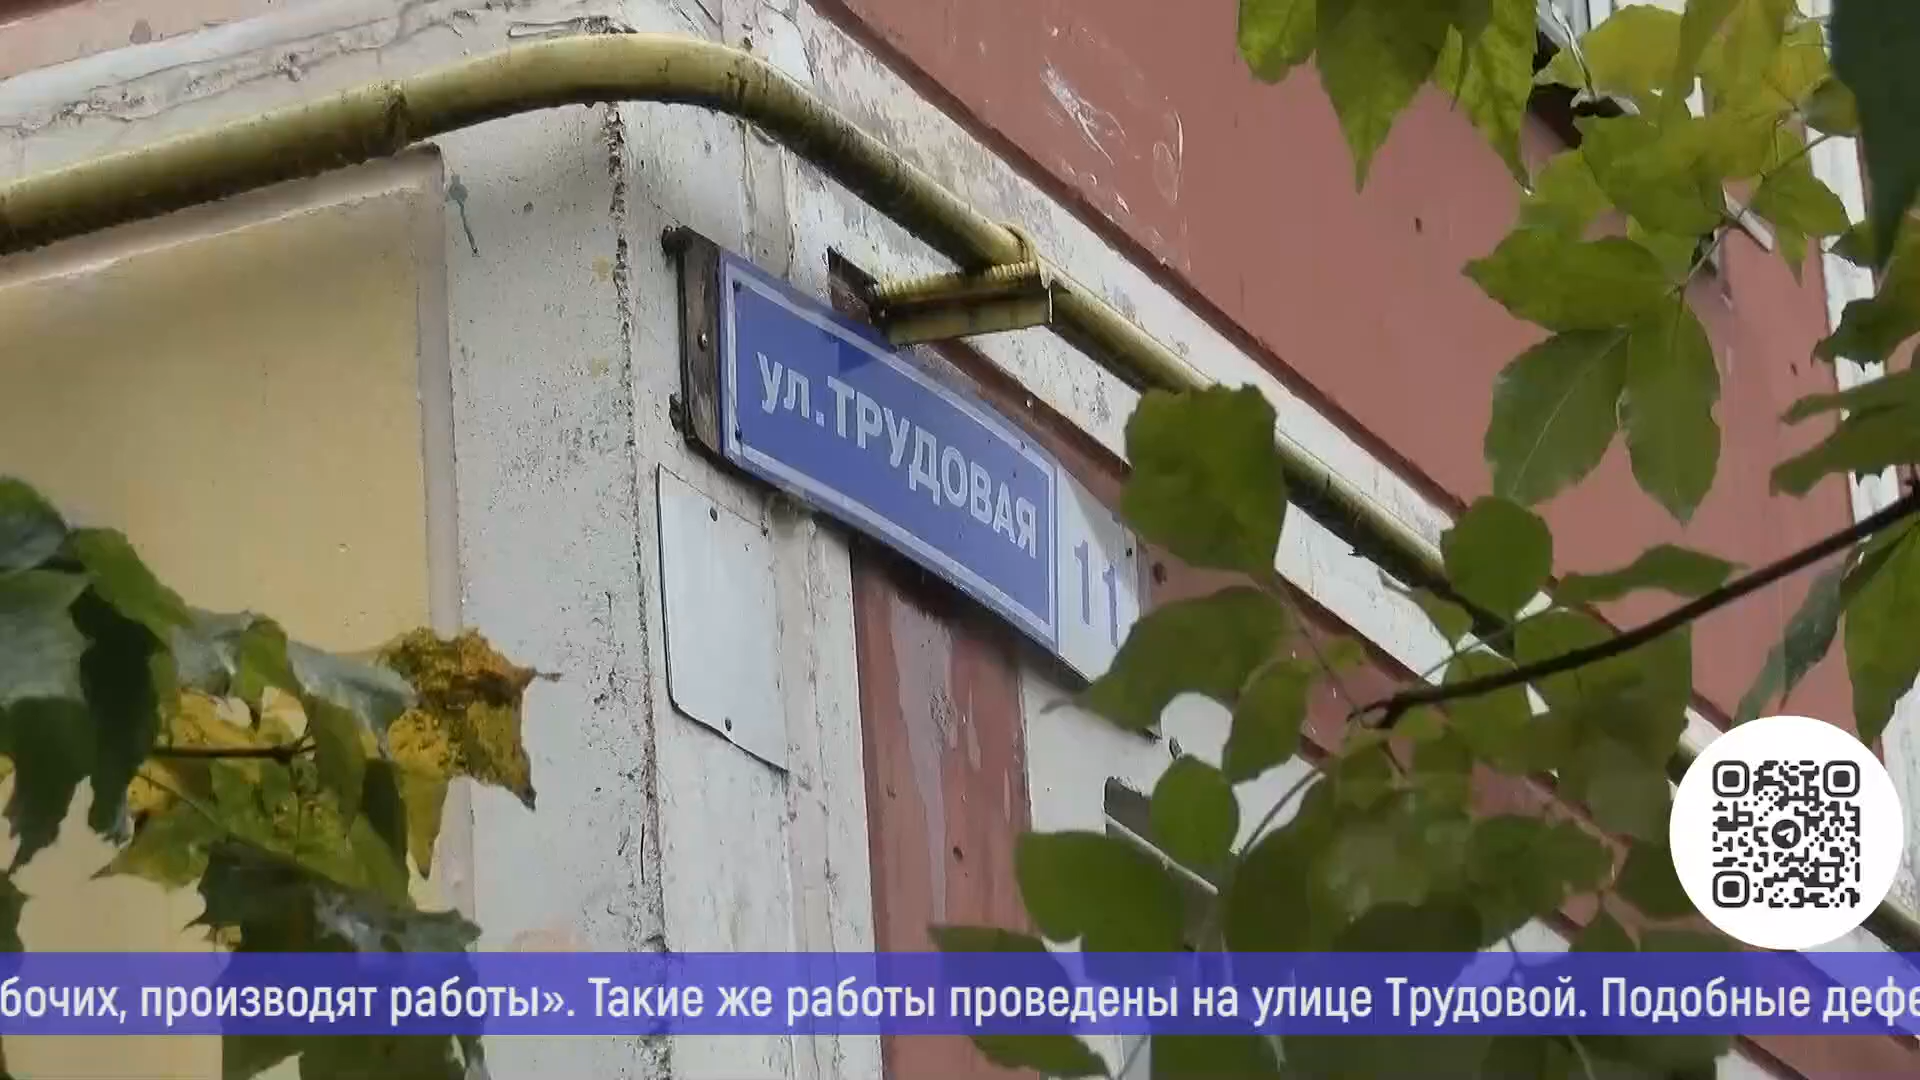 ул.ТРУДОВАЯ
11
бочих, производят работы». Такие же работы проведены на улице Трудовой. Подобные дефе